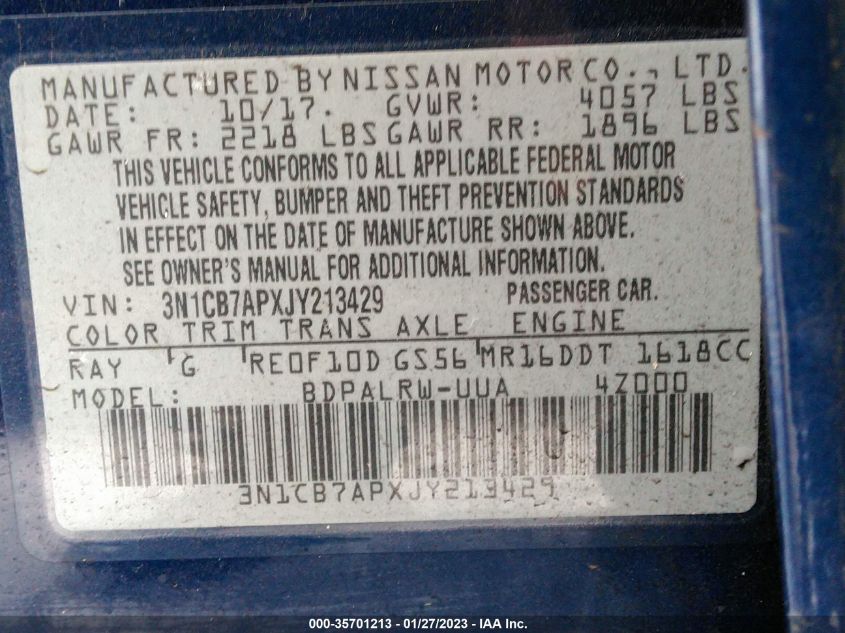 MANUFACTURED BY NISSAN MOTOR CO., LTD.
DATE: 10/17. GVWR: 4057 LBS
GAWR FR: 2218 LBS GAWR RR: 1896 LBS
THIS VEHICLE CONFORMS TO ALL APPLICABLE FEDERAL MOTOR
VEHICLE SAFETY, BUMPER AND THEFT PREVENTION STANDARDS
IN EFFECT ON THE DATE OF MANUFACTURE SHOWN ABOVE.
SEE OWNER'S MANUAL FOR ADDITIONAL INFORMATION.
VIN: 3N1CB7APXJY213429 PASSENGER CAR.
COLOR TRIM TRANS AXLE ENGINE
RAY G RE0F10D GS56 MR16DDT 1618CC
MODEL: BDPALRW-UUA 4Z000
3N1CB7APXJY213429
000-35701213 - 01/27/2023 - IAA Inc.